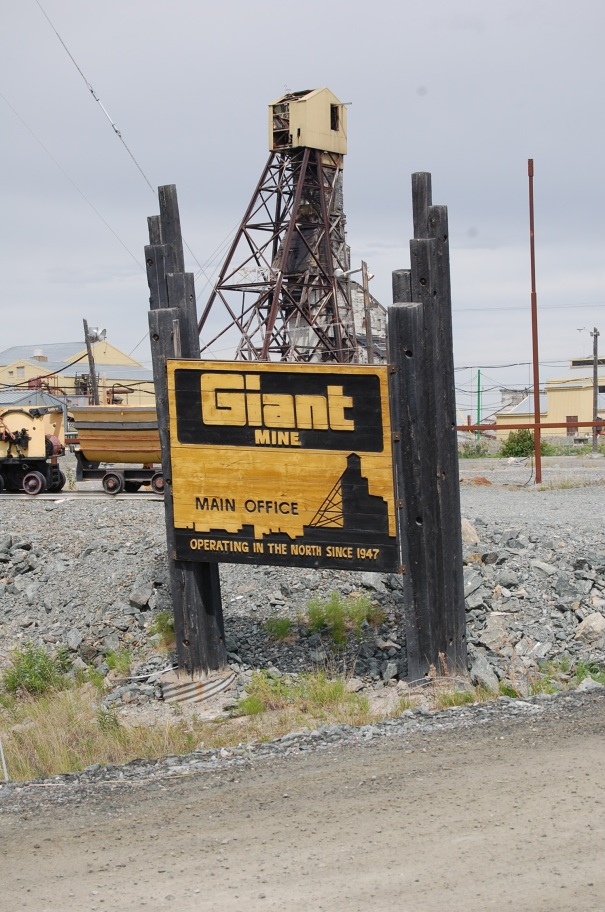 Giant
MINE
MAIN OFFICE
OPERATING IN THE NORTH SINCE 1947